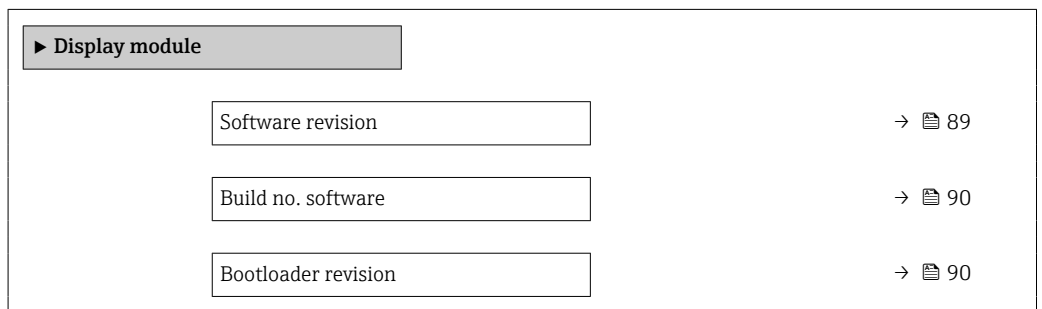 ▶ Display module
Software revision → 89
Build no. software → 90
Bootloader revision → 90